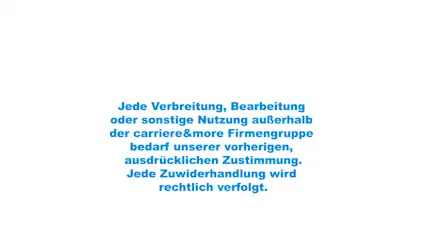 Jede Verbreitung, Bearbeitung
oder sonstige Nutzung außerhalb
der carriere&more Firmengruppe
bedarf unserer vorherigen,
ausdrücklichen Zustimmung.
Jede Zuwiderhandlung wird
rechtlich verfolgt.